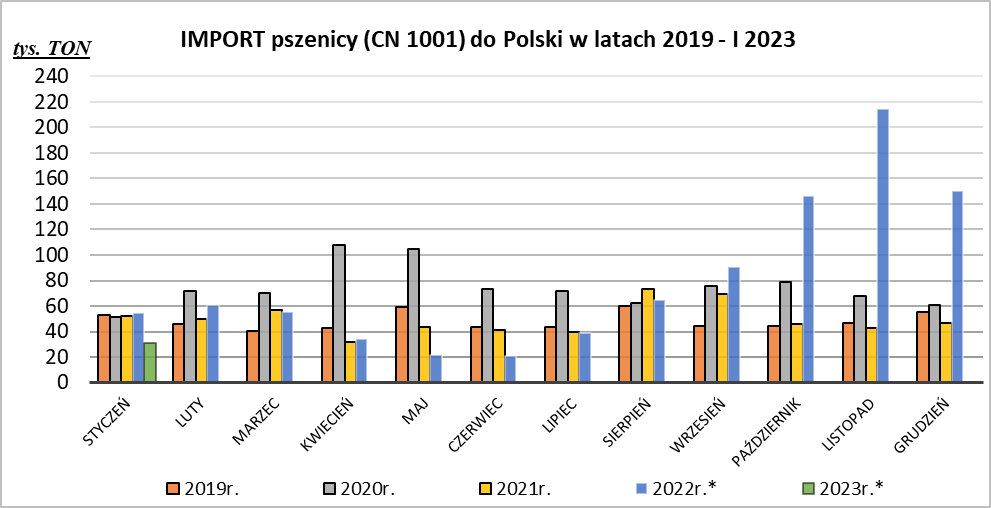 IMPORT pszenicy (CN 1001) do Polski w latach 2019 - I 2023
tys. TON
240
220
200
180
160
140
120
100
80
60
40
20
0
STYCZEŃ
LUTY
MARZEC
KWIECIEŃ
MAJ
CZERWIEC
LIPIEC
SIERPIEŃ
WRZESIEŃ
PAŹDZIERNIK
LISTOPAD
GRUDZIEŃ
2019r. 2020r. 2021r. 2022r.* 2023r.*